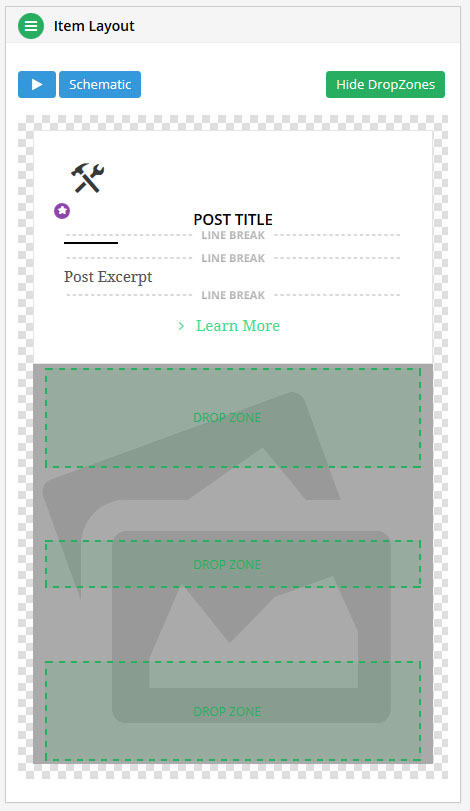 Item Layout
Schematic
Hide DropZones
POST TITLE
LINE BREAK
LINE BREAK
Post Excerpt
LINE BREAK
Learn More
DROP ZONE
DROP ZONE
DROP ZONE